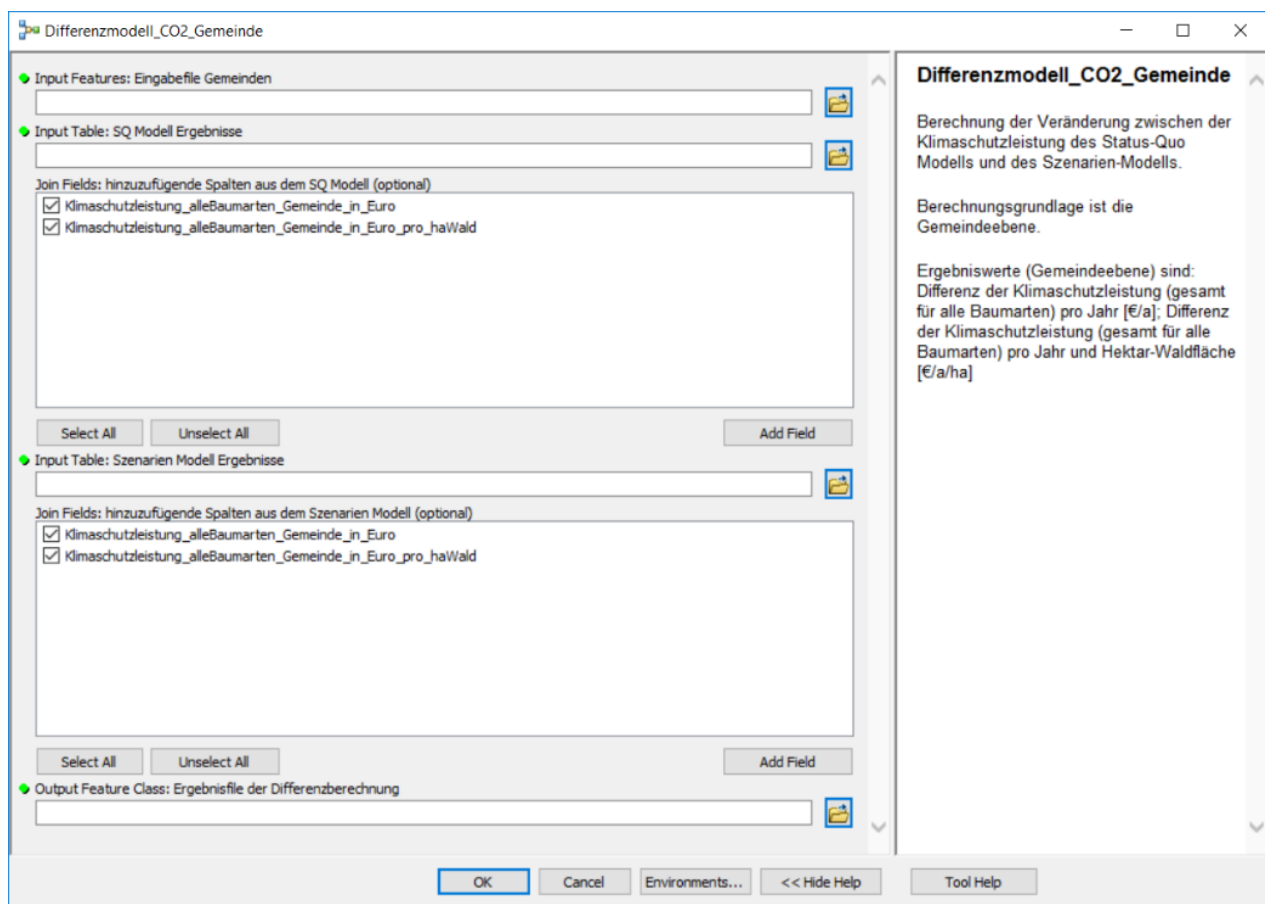 Differenzmodell_CO2_Gemeinde
Input Features: Eingabefile Gemeinden
Input Table: SQ Modell Ergebnisse
Join Fields: hinzuzufügende Spalten aus dem SQ Modell (optional)
Klimaschutzleistung_alleBaumarten_Gemeinde_in_Euro
Klimaschutzleistung_alleBaumarten_Gemeinde_in_Euro_pro_haWald
Select All Unselect All Add Field
Input Table: Szenarien Modell Ergebnisse
Join Fields: hinzuzufügende Spalten aus dem Szenarien Modell (optional)
Klimaschutzleistung_alleBaumarten_Gemeinde_in_Euro
Klimaschutzleistung_alleBaumarten_Gemeinde_in_Euro_pro_haWald
Select All Unselect All Add Field
Output Feature Class: Ergebnisfile der Differenzberechnung
Differenzmodell_CO2_Gemeinde
Berechnung der Veränderung zwischen der
Klimaschutzleistung des Status-Quo
Modells und des Szenarien-Modells.
Berechnungsgrundlage ist die
Gemeindeebene.
Ergebniswerte (Gemeindeebene) sind:
Differenz der Klimaschutzleistung (gesamt
für alle Baumarten) pro Jahr [€/a]; Differenz
der Klimaschutzleistung (gesamt für alle
Baumarten) pro Jahr und Hektar-Waldfläche
[€/a/ha]
OK Cancel Environments... << Hide Help Tool Help